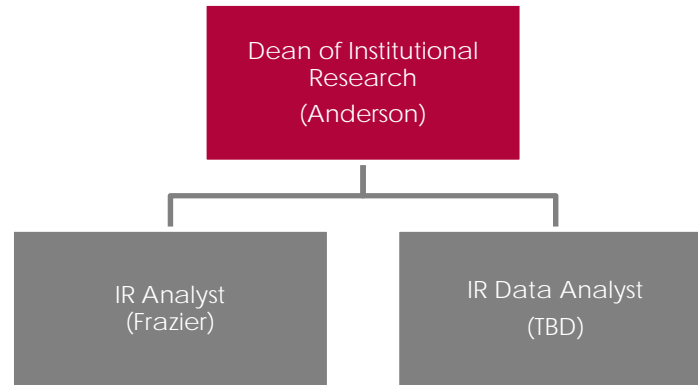 Dean of Institutional
Research
(Anderson)
IR Analyst
(Frazier)
IR Data Analyst
(TBD)